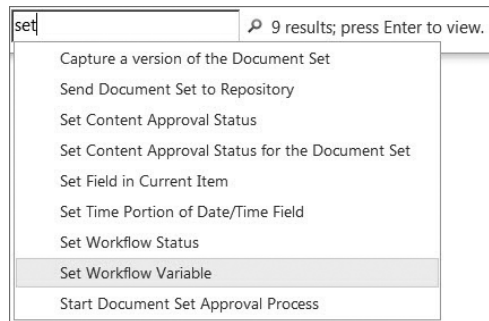 set
9 results; press Enter to view.
Capture a version of the Document Set
Send Document Set to Repository
Set Content Approval Status
Set Content Approval Status for the Document Set
Set Field in Current Item
Set Time Portion of Date/Time Field
Set Workflow Status
Set Workflow Variable
Start Document Set Approval Process